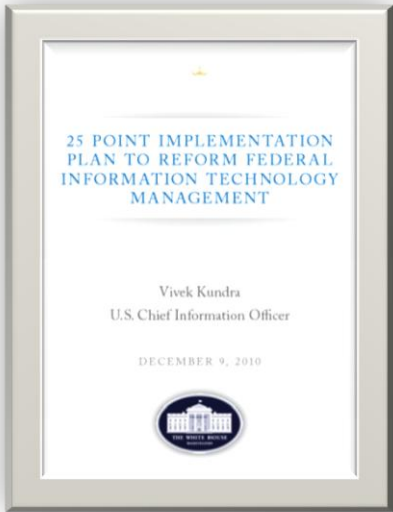 25 POINT IMPLEMENTATION
PLAN TO REFORM FEDERAL
INFORMATION TECHNOLOGY
MANAGEMENT
Vivek Kundra
U.S. Chief Information Officer
DECEMBER 9, 2010
THE WHITE HOUSE
WASHINGTON